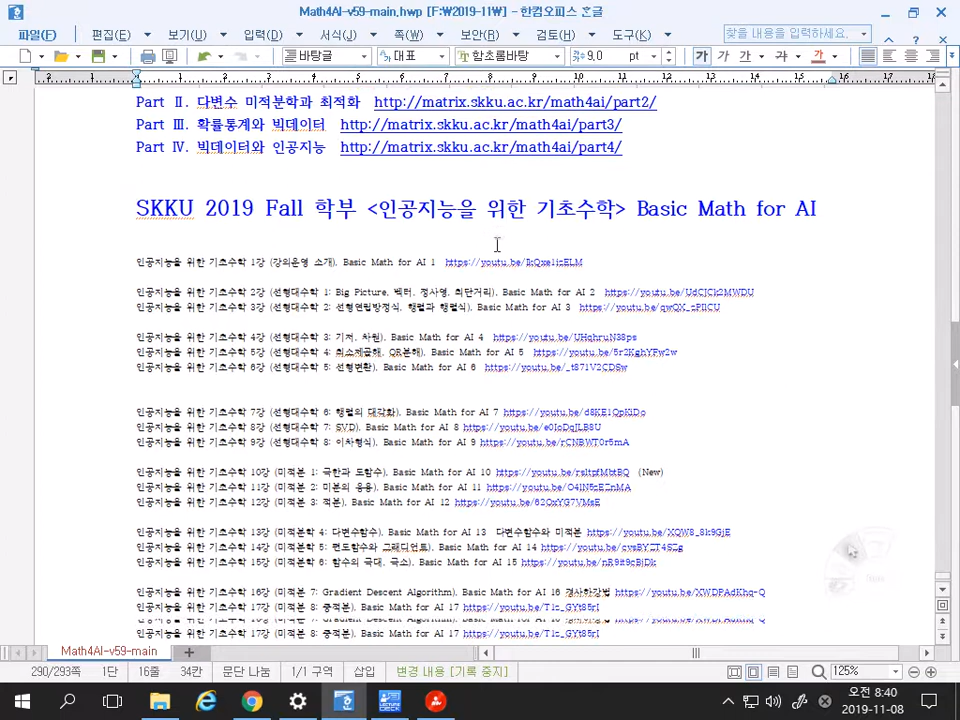 Math4AI-v59-main.hwp [F:₩2019-11₩] - 한컴오피스 한글
파일(F) 편집(E) 보기(U) 입력(D) 서식(J) 쪽(W) 보안(R) 검토(H) 도구(K) 찾을 내용을 입력하세요.
바탕글 대표 함초롬바탕 9.0 pt 가 가 가 가 가
2 1 1 2 3 4 5 6 7 8 9 10 11 12 13 14 15 16 17 18
Part Ⅱ. 다변수 미적분학과 최적화 http://matrix.skku.ac.kr/math4ai/part2/
Part Ⅲ. 확률통계와 빅데이터 http://matrix.skku.ac.kr/math4ai/part3/
Part Ⅳ. 빅데이터와 인공지능 http://matrix.skku.ac.kr/math4ai/part4/
SKKU 2019 Fall 학부 <인공지능을 위한 기초수학> Basic Math for AI
인공지능을 위한 기초수학 1강 (강의운영 소개), Basic Math for AI 1
인공지능을 위한 기초수학 2강 (선형대수학 1: Big Picture, 벡터, 정사영, 최단거리), Basic Math for AI 2
인공지능을 위한 기초수학 3강 (선형대수학 2: 선형연립방정식, 행렬과 행렬식), Basic Math for AI 3
인공지능을 위한 기초수학 4강 (선형대수학 3: 기저, 차원), Basic Math for AI 4
인공지능을 위한 기초수학 5강 (선형대수학 4: 최소제곱해, QR분해), Basic Math for AI 5
인공지능을 위한 기초수학 6강 (선형대수학 5: 선형변환), Basic Math for AI 6
인공지능을 위한 기초수학 7강 (선형대수학 6: 행렬의 대각화), Basic Math for AI 7
인공지능을 위한 기초수학 8강 (선형대수학 7: SVD), Basic Math for AI 8
인공지능을 위한 기초수학 9강 (선형대수학 8: 이차형식), Basic Math for AI 9
인공지능을 위한 기초수학 10강 (미적분 1: 극한과 도함수), Basic Math for AI 10 (New)
인공지능을 위한 기초수학 11강 (미적분 2: 미분의 응용), Basic Math for AI 11
인공지능을 위한 기초수학 12강 (미적분 3: 적분), Basic Math for AI 12
인공지능을 위한 기초수학 13강 (미적분학 4: 다변수함수), Basic Math for AI 13 다변수함수와 미적분
인공지능을 위한 기초수학 14강 (미적분학 5: 편도함수와 그래디언트), Basic Math for AI 14
인공지능을 위한 기초수학 15강 (미적분학 6: 함수의 극대, 극소), Basic Math for AI 15
인공지능을 위한 기초수학 16강 (미적분 7: Gradient Descent Algorithm), Basic Math for AI 16 경사하강법
인공지능을 위한 기초수학 17강 (미적분 8: 중적분), Basic Math for AI 17
인공지능을 위한 기초수학 17강 (미적분 8: 중적분), Basic Math for AI 17
Math4AI-v59-main
290/293쪽 1단 16줄 34칸 문단 나눔 1/1 구역 삽입 변경 내용 [기록 중지] 125%
오전 8:40
2019-11-08